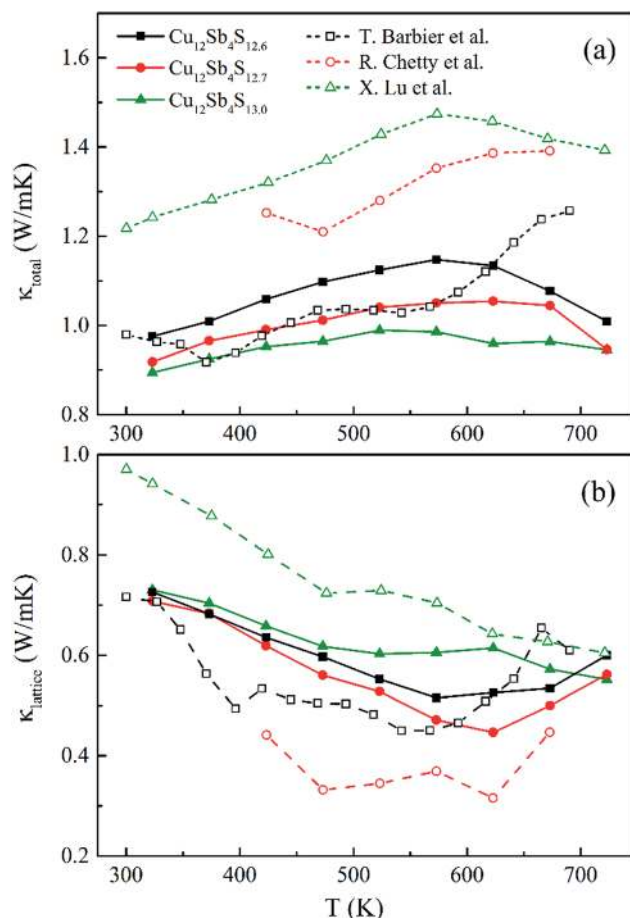 1.6
1.4
1.2
1.0
0.8
κtotal (W/mK)
Cu12Sb4S12.6
Cu12Sb4S12.7
Cu12Sb4S13.0
T. Barbier et al.
R. Chetty et al.
X. Lu et al.
(a)
300 400 500 600 700
1.0
0.8
0.6
0.4
0.2
κlattice (W/mK)
(b)
300 400 500 600 700
T (K)